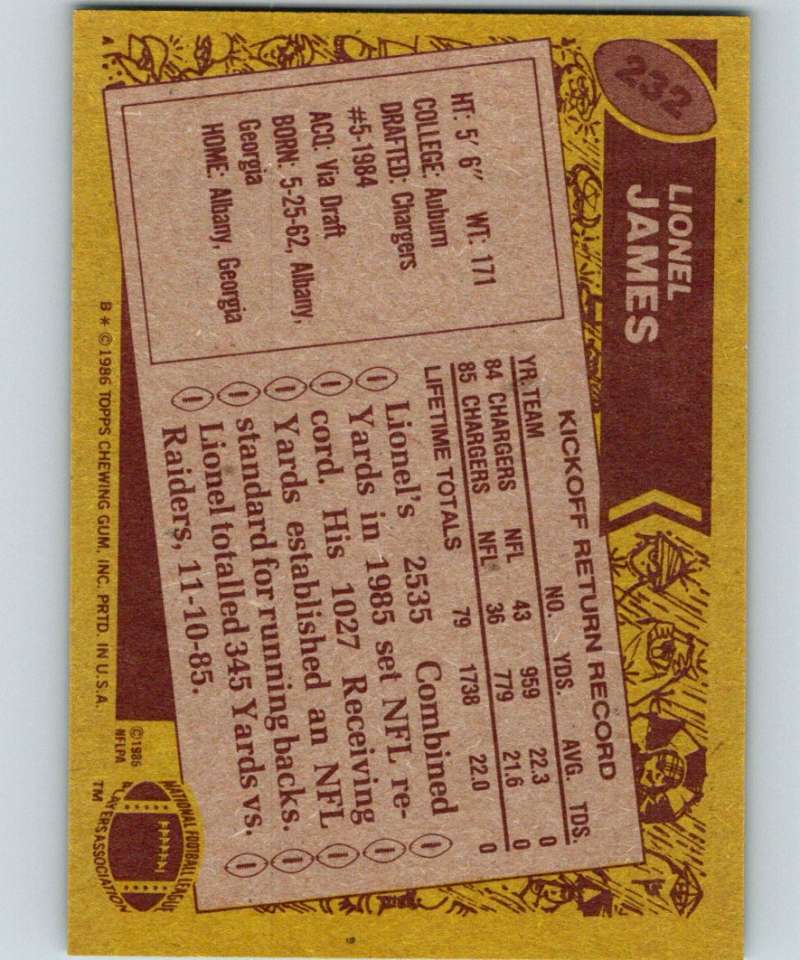 232
LIONEL
JAMES
HT: 5' 6" WT: 171
COLLEGE: Auburn
DRAFTED: Chargers
#5-1984
ACQ: Via Draft
BORN: 5-25-62, Albany,
Georgia
HOME: Albany, Georgia
KICKOFF RETURN RECORD
YR. TEAM NO. YDS. AVG. TDS.
84 CHARGERS NFL 43 959 22.3 0
85 CHARGERS NFL 36 779 21.6 0
LIFETIME TOTALS 79 1738 22.0 0
Lionel's 2535 Combined
Yards in 1985 set NFL re-
cord. His 1027 Receiving
Yards established an NFL
standard for running backs.
Lionel totalled 345 Yards vs.
Raiders, 11-10-85.
B * © 1986 TOPPS CHEWING GUM, INC. PRTD. IN U.S.A.
© 1986
NFLPA
NATIONAL FOOTBALL LEAGUE
PLAYERS ASSOCIATION
TM